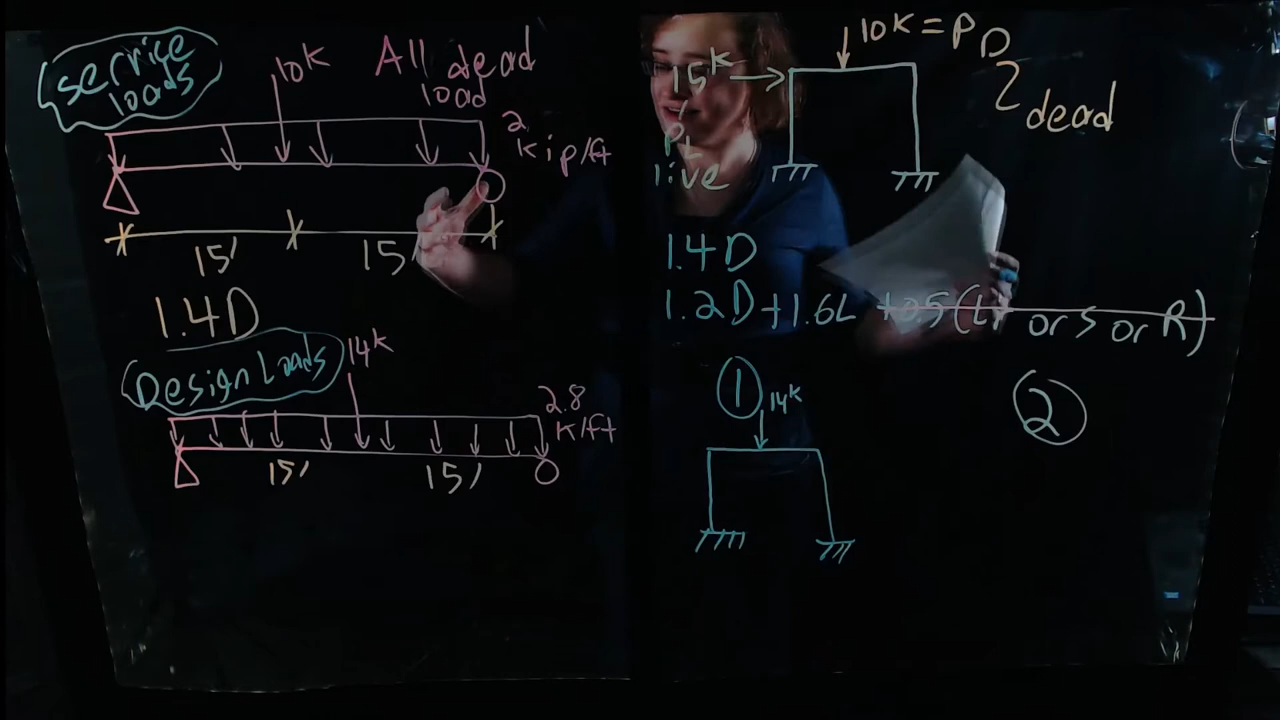 service
loads
10K
All dead
load
2
kip/ft
15'
15'
1.4D
Design Loads
14K
2.8
K/ft
15'
15'
10K = PD
dead
15K
PL
live
1.4D
1.2D + 1.6L + 0.5(Lr or S or R)
1
14K
2